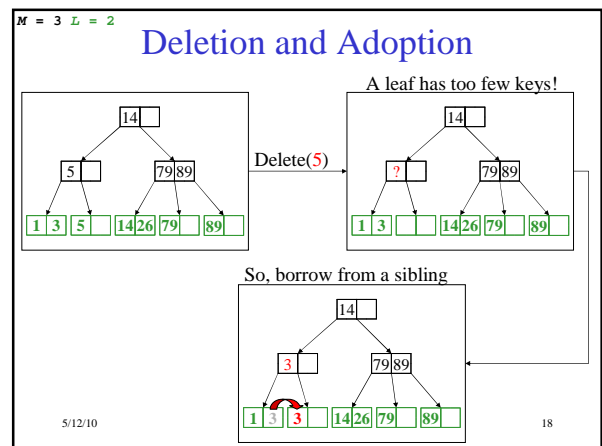 M = 3 L = 2
Deletion and Adoption
A leaf has too few keys!
14
5
79 89
1 3 5 14 26 79 89
Delete(5)
14
?
79 89
1 3 14 26 79 89
So, borrow from a sibling
14
3
79 89
1 3 3 14 26 79 89
5/12/10
18